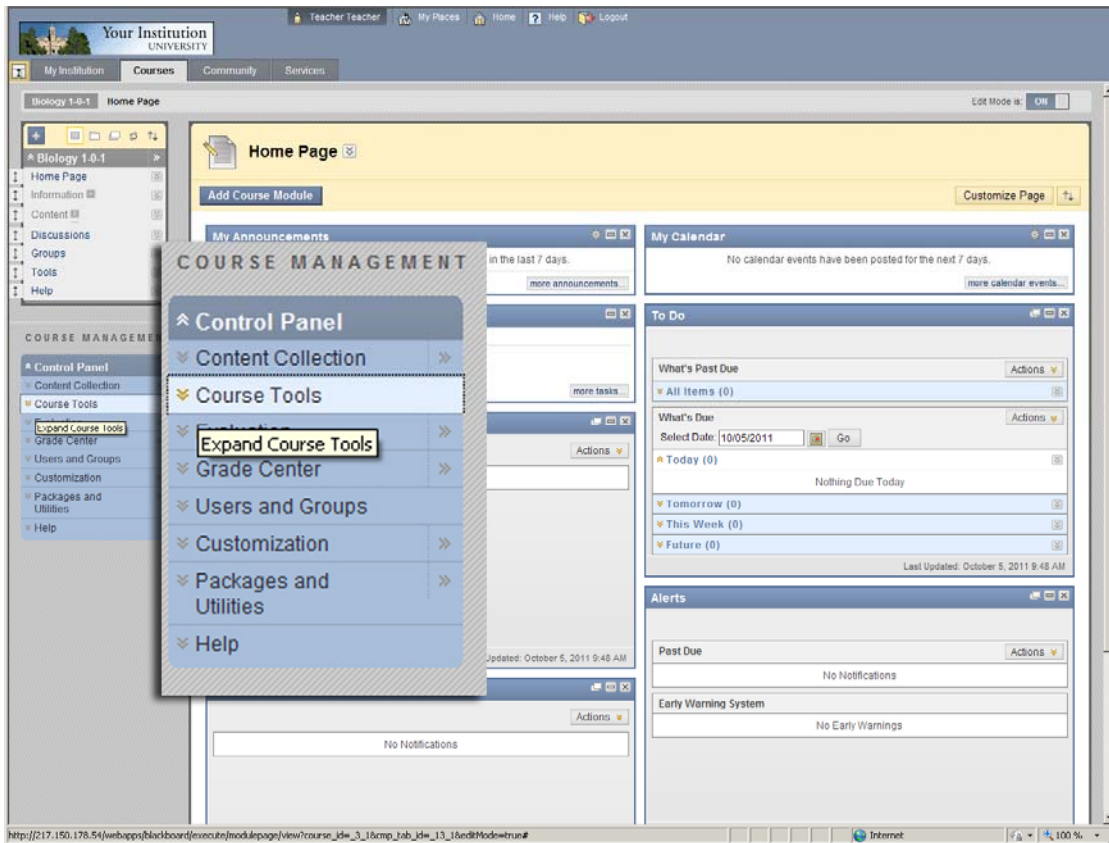 Teacher Teacher My Places Home Help Logout
Your Institution
UNIVERSITY
My Institution Courses Community Services
Biology 1-0-1 Home Page Edit Mode is: ON
Biology 1-0-1
Home Page
Information
Content
Discussions
Groups
Tools
Help
COURSE MANAGEME
Control Panel
Content Collection
Course Tools
Expand Course Tools
Grade Center
Users and Groups
Customization
Packages and
Utilities
Help
Home Page
Add Course Module Customize Page
My Announcements
in the last 7 days.
more announcements...
more tasks...
Actions
Updated: October 5, 2011 9:48 AM
Actions
No Notifications
COURSE MANAGEMENT
Control Panel
Content Collection
Course Tools
Evaluation
Expand Course Tools
Grade Center
Users and Groups
Customization
Packages and
Utilities
Help
My Calendar
No calendar events have been posted for the next 7 days.
more calendar events...
To Do
What's Past Due Actions
All Items (0)
What's Due Actions
Select Date: 10/05/2011 Go
Today (0)
Nothing Due Today
Tomorrow (0)
This Week (0)
Future (0)
Last Updated: October 5, 2011 9:48 AM
Alerts
Past Due Actions
No Notifications
Early Warning System
No Early Warnings
http://217.150.178.54/webapps/blackboard/execute/modulepage/view?course_id=_3_1&cmp_tab_id=_13_1&editMode=true# Internet 100 %